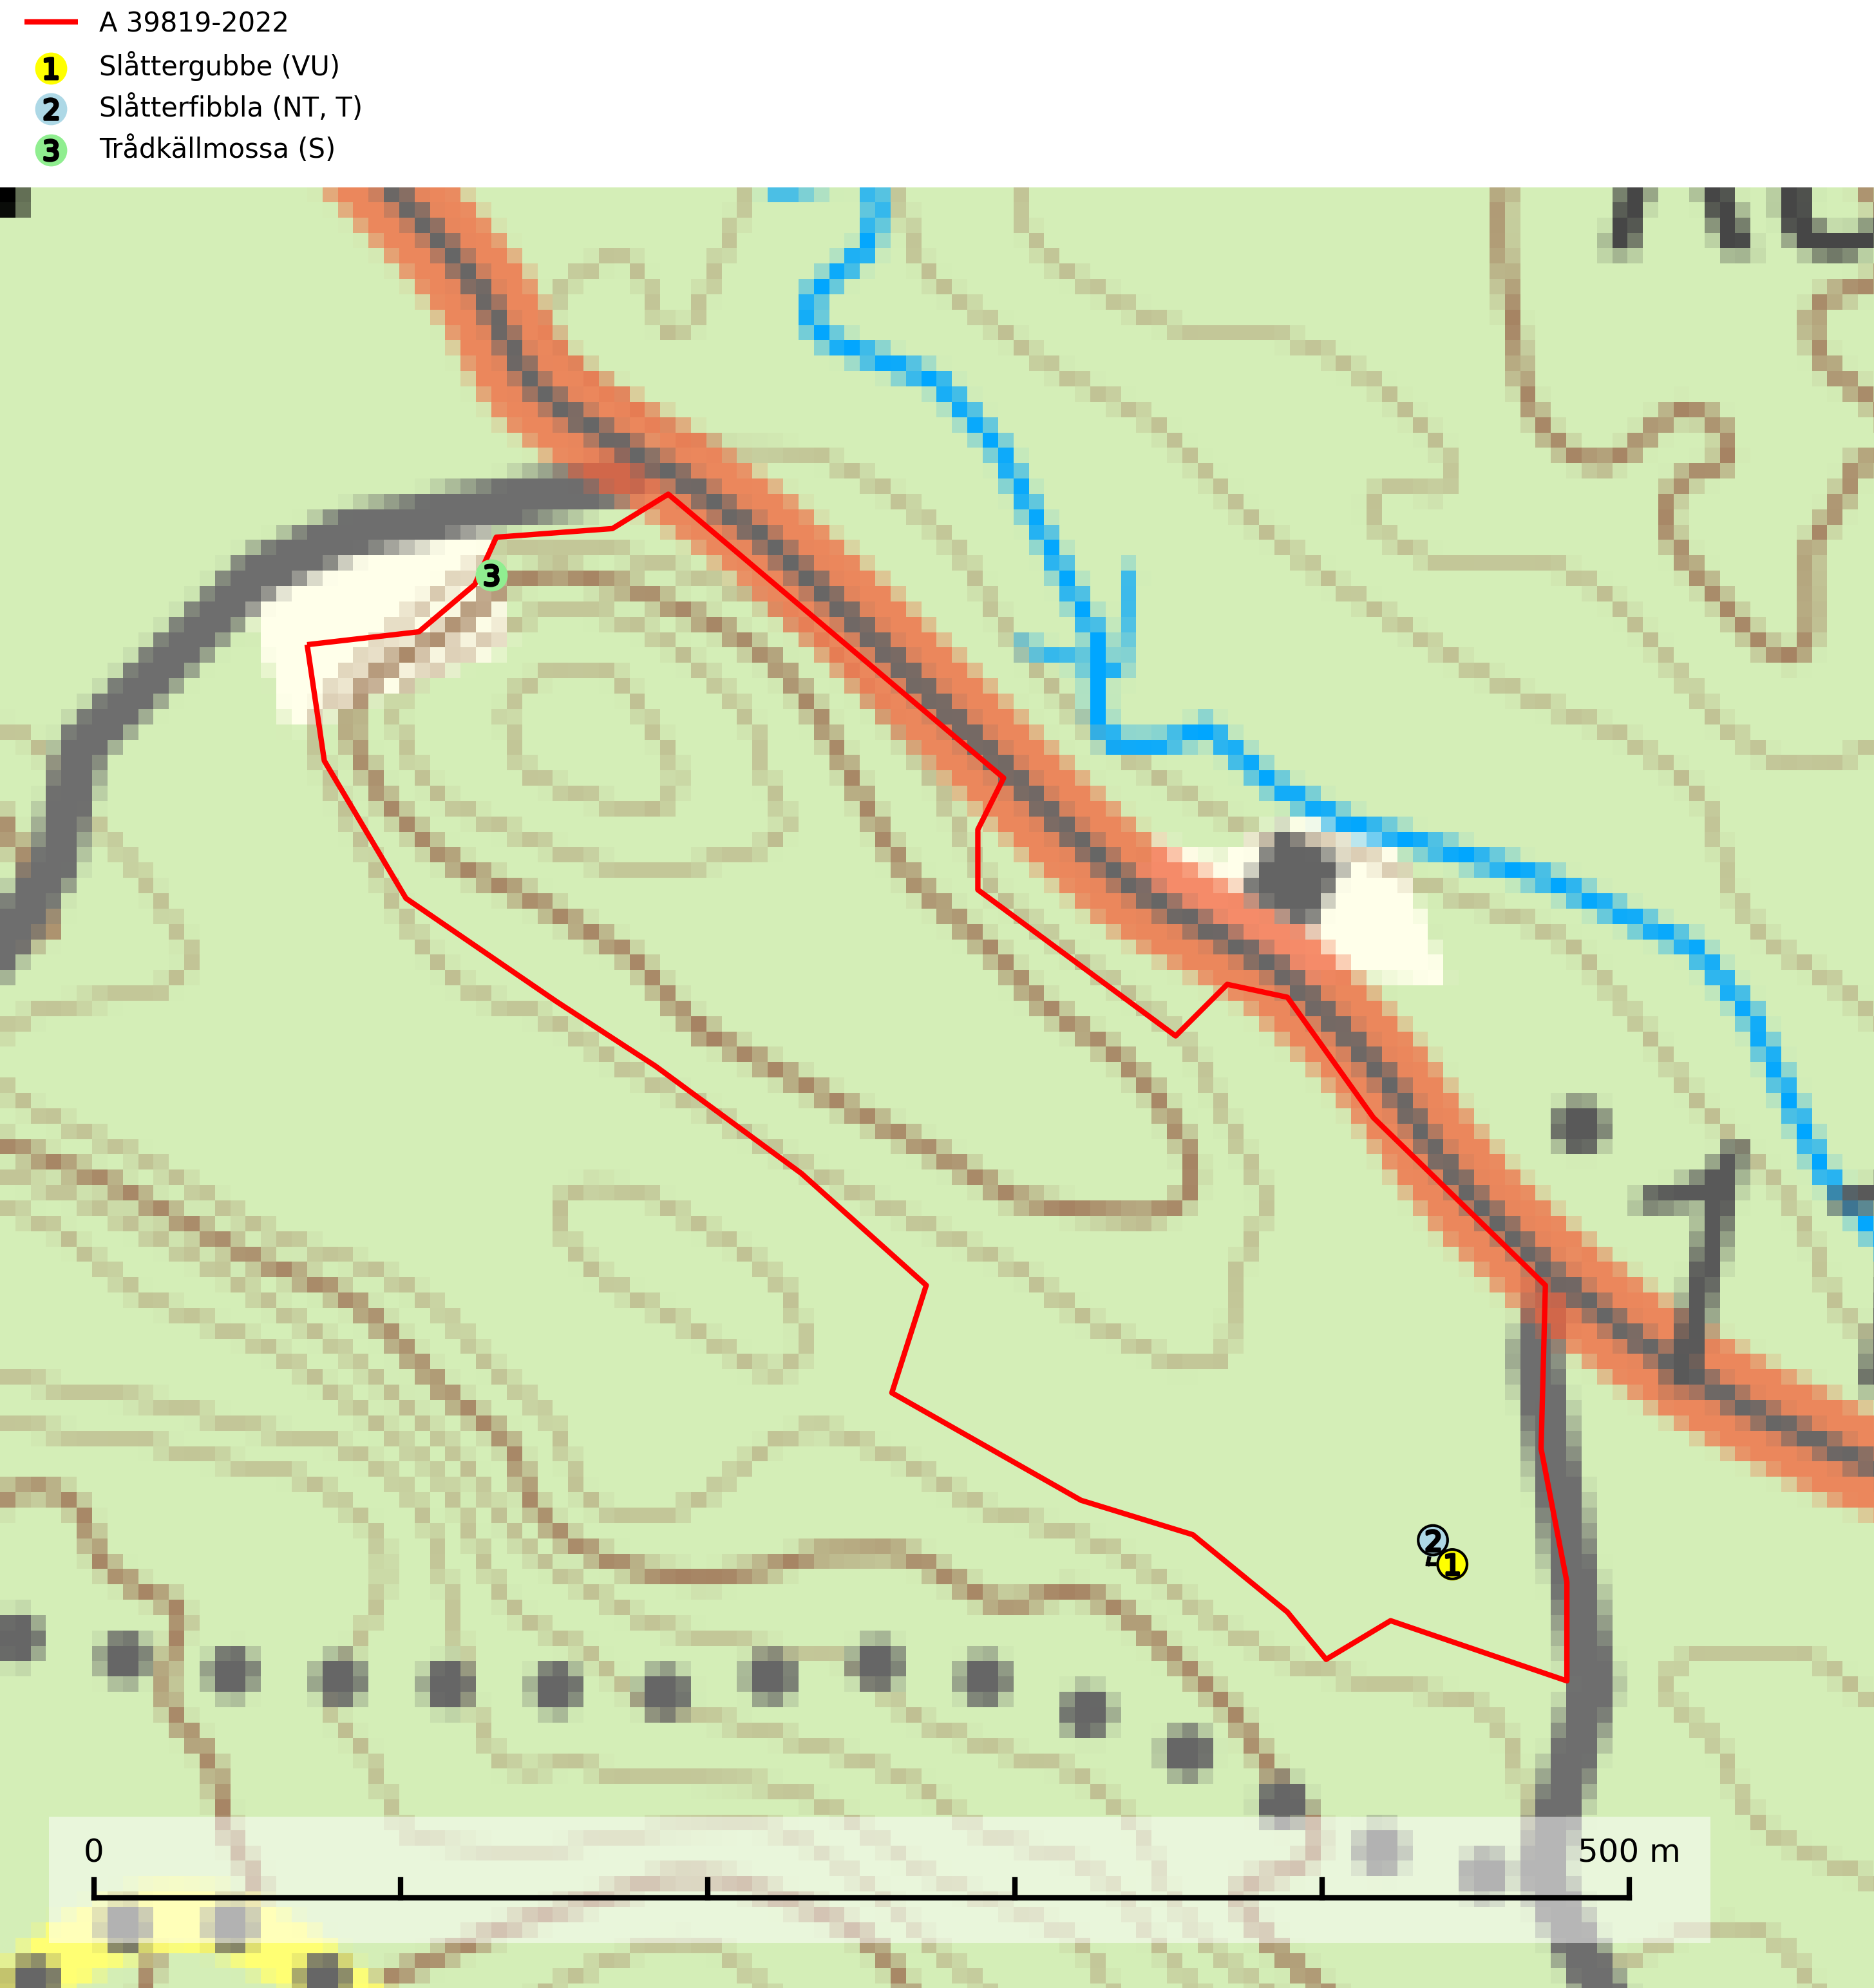 A 39819-2022
1 Slåttergubbe (VU)
2 Slåtterfibbla (NT, T)
3 Trådkällmossa (S)
3
2
1
0 500 m